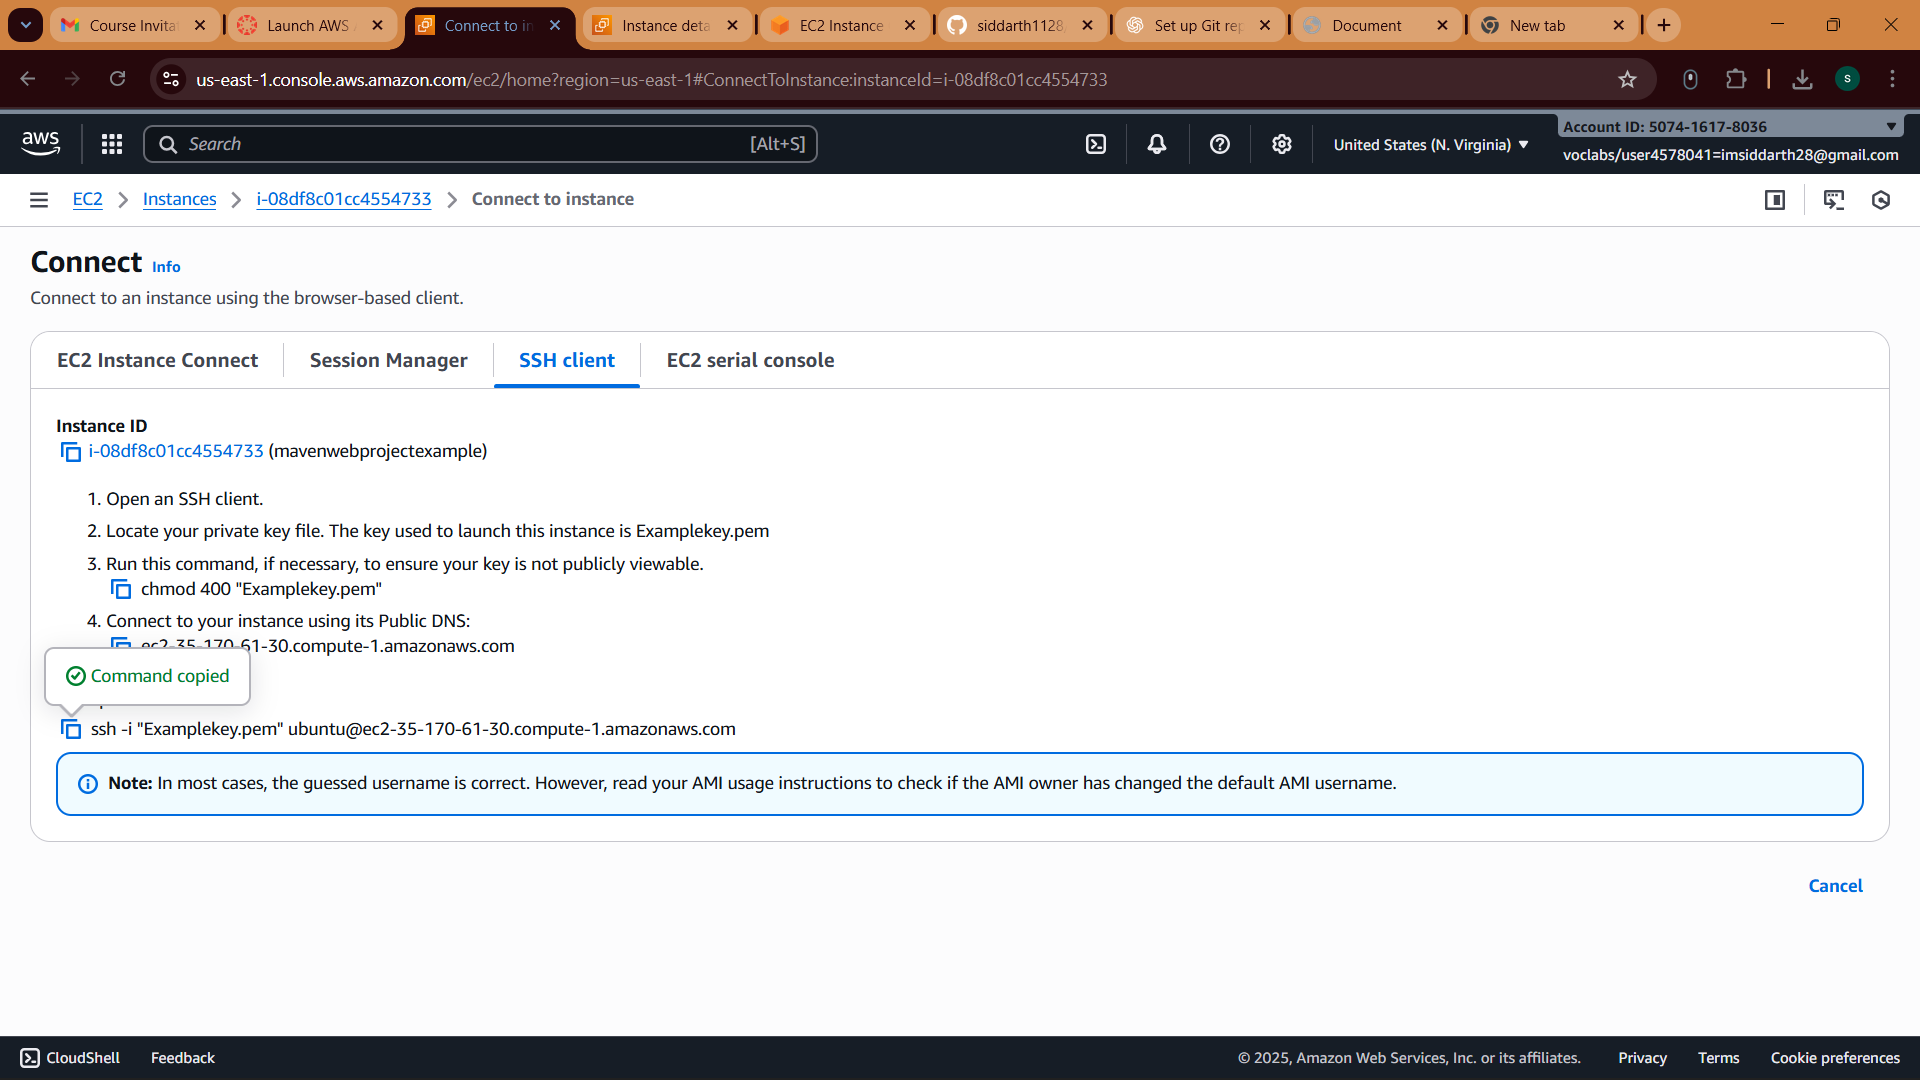 Course Invitat
Launch AWS A
Connect to in
Instance deta
EC2 Instance
siddarth1128/
Set up Git rep
Document
New tab
us-east-1.console.aws.amazon.com/ec2/home?region=us-east-1#ConnectToInstance:instanceId=i-08df8c01cc4554733
S
aws
Search
[Alt+S]
United States (N. Virginia)
Account ID: 5074-1617-8036
voclabs/user4578041=imsiddarth28@gmail.com
EC2
Instances
i-08df8c01cc4554733
Connect to instance
Connect Info
Connect to an instance using the browser-based client.
EC2 Instance Connect
Session Manager
SSH client
EC2 serial console
Instance ID
i-08df8c01cc4554733 (mavenwebprojectexample)
1. Open an SSH client.
2. Locate your private key file. The key used to launch this instance is Examplekey.pem
3. Run this command, if necessary, to ensure your key is not publicly viewable.
chmod 400 "Examplekey.pem"
4. Connect to your instance using its Public DNS:
ec2-35-170-61-30.compute-1.amazonaws.com
Command copied
ssh -i "Examplekey.pem" ubuntu@ec2-35-170-61-30.compute-1.amazonaws.com
Note: In most cases, the guessed username is correct. However, read your AMI usage instructions to check if the AMI owner has changed the default AMI username.
Cancel
CloudShell
Feedback
© 2025, Amazon Web Services, Inc. or its affiliates.
Privacy
Terms
Cookie preferences